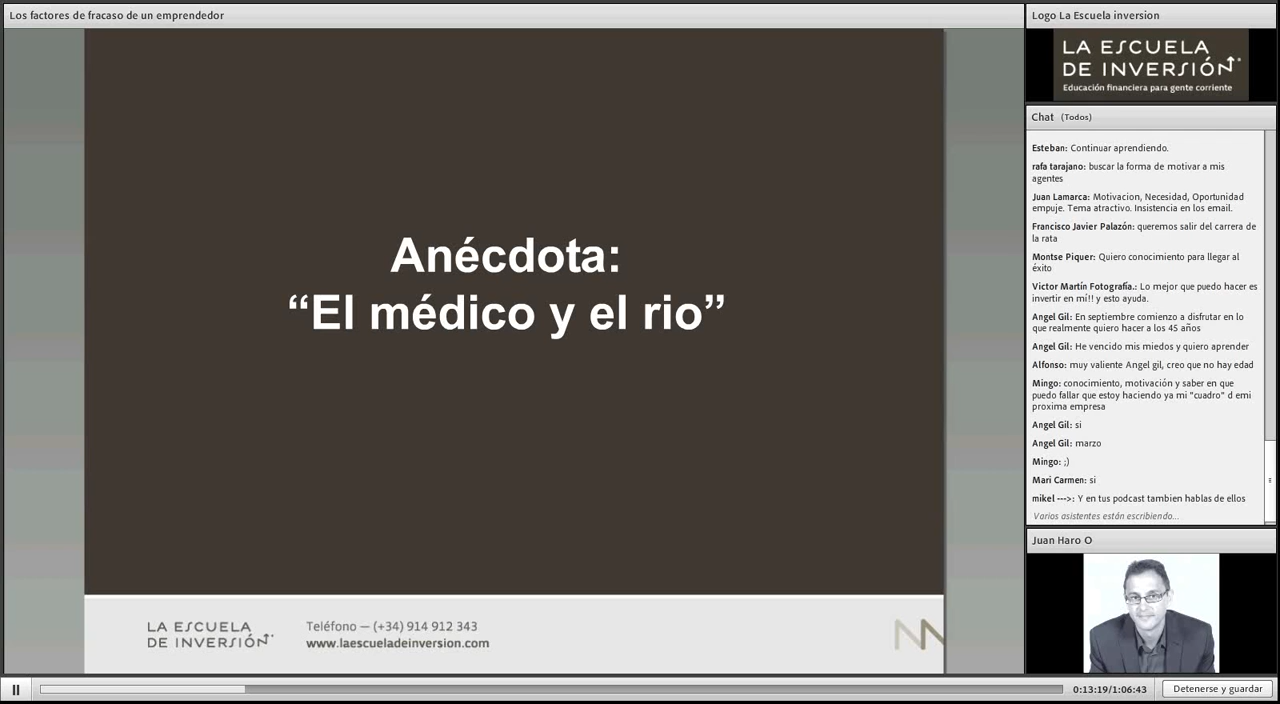 Los factores de fracaso de un emprendedor
Anécdota:
“El médico y el rio”
LA ESCUELA
DE INVERSIÓN
Teléfono — (+34) 914 912 343
www.laescueladeinversion.com
Logo La Escuela inversion
LA ESCUELA
DE INVERSIÓN
Educación financiera para gente corriente
Chat (Todos)
Esteban: Continuar aprendiendo.
rafa tarajano: buscar la forma de motivar a mis
agentes
Juan Lamarca: Motivacion, Necesidad, Oportunidad
empuje. Tema atractivo. Insistencia en los email.
Francisco Javier Palazón: queremos salir del carrera de
la rata
Montse Piquer: Quiero conocimiento para llegar al
éxito
Victor Martín Fotografía.: Lo mejor que puedo hacer es
invertir en mí!! y esto ayuda.
Angel Gil: En septiembre comienzo a disfrutar en lo
que realmente quiero hacer a los 45 años
Angel Gil: He vencido mis miedos y quiero aprender
Alfonso: muy valiente Angel gil, creo que no hay edad
Mingo: conocimiento, motivación y saber en que
puedo fallar que estoy haciendo ya mi "cuadro" d emi
proxima empresa
Angel Gil: si
Angel Gil: marzo
Mingo: ;)
Mari Carmen: si
mikel --->: Y en tus podcast tambien hablas de ellos
Varios asistentes están escribiendo...
Juan Haro O
0:13:19/1:06:43
Detenerse y guardar